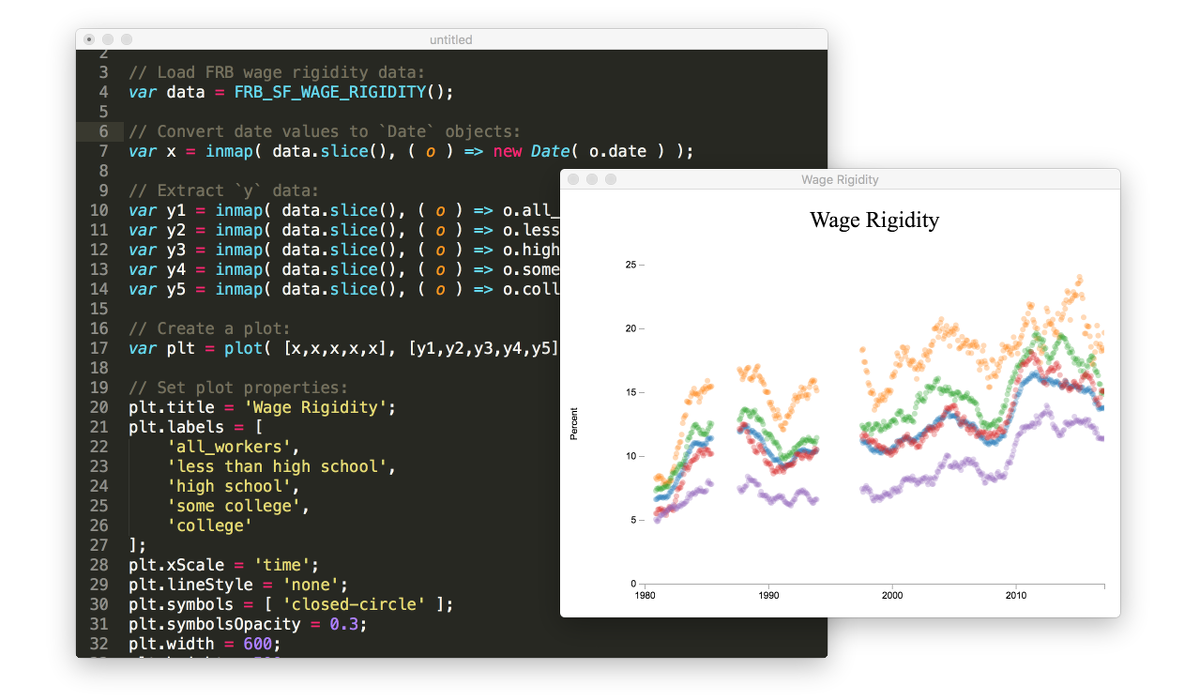 untitled
2
3 // Load FRB wage rigidity data:
4 var data = FRB_SF_WAGE_RIGIDITY();
5
6 // Convert date values to `Date` objects:
7 var x = inmap( data.slice(), ( o ) => new Date( o.date ) );
8
9 // Extract `y` data:
10 var y1 = inmap( data.slice(), ( o ) => o.all_
11 var y2 = inmap( data.slice(), ( o ) => o.less
12 var y3 = inmap( data.slice(), ( o ) => o.high
13 var y4 = inmap( data.slice(), ( o ) => o.some
14 var y5 = inmap( data.slice(), ( o ) => o.coll
15
16 // Create a plot:
17 var plt = plot( [x,x,x,x,x], [y1,y2,y3,y4,y5]
18
19 // Set plot properties:
20 plt.title = 'Wage Rigidity';
21 plt.labels = [
22 'all_workers',
23 'less than high school',
24 'high school',
25 'some college',
26 'college'
27 ];
28 plt.xScale = 'time';
29 plt.lineStyle = 'none';
30 plt.symbols = [ 'closed-circle' ];
31 plt.symbolsOpacity = 0.3;
32 plt.width = 600;
Wage Rigidity
Wage Rigidity
25
20
15
10
5
0
Percent
1980 1990 2000 2010